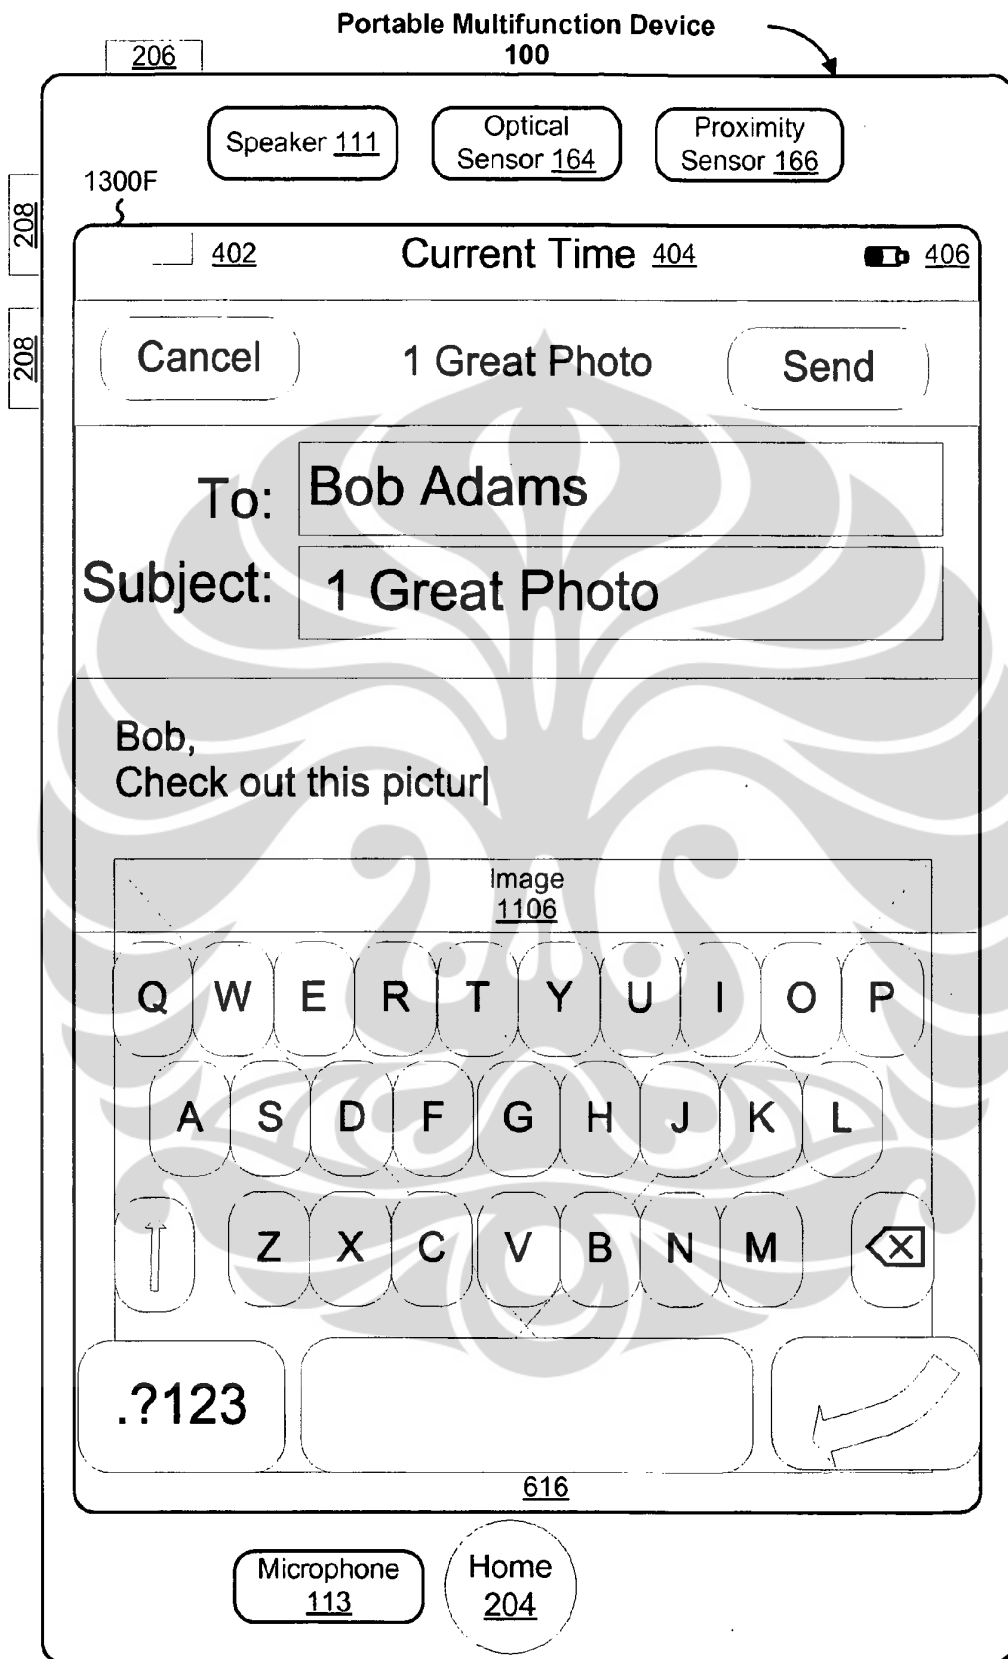 Portable Multifunction Device
100
206
Speaker 111
Optical
Sensor 164
Proximity
Sensor 166
1300F
208
208
402
Current Time 404
406
Cancel
1 Great Photo
Send
To:
Bob Adams
Subject:
1 Great Photo
Bob,
Check out this pictur
Image
1106
Q W E R T Y U I O P
A S D F G H J K L
Z X C V B N M
.?123
616
Microphone
113
Home
204